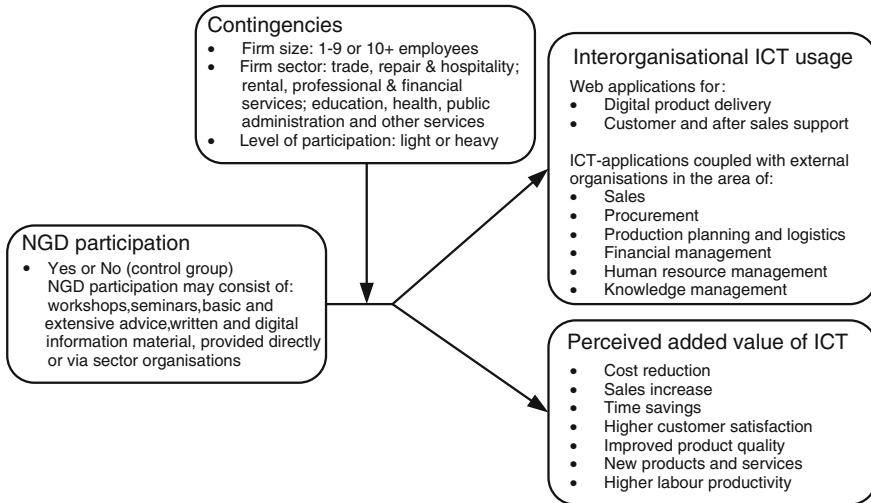 Contingencies
• Firm size: 1-9 or 10+ employees
• Firm sector: trade, repair & hospitality;
rental, professional & financial
services; education, health, public
administration and other services
• Level of participation: light or heavy
NGD participation
• Yes or No (control group)
NGD participation may consist of:
workshops,seminars,basic and
extensive advice,written and digital
information material, provided directly
or via sector organisations
Interorganisational ICT usage
Web applications for:
• Digital product delivery
• Customer and after sales support
ICT-applications coupled with external
organisations in the area of:
• Sales
• Procurement
• Production planning and logistics
• Financial management
• Human resource management
• Knowledge management
Perceived added value of ICT
• Cost reduction
• Sales increase
• Time savings
• Higher customer satisfaction
• Improved product quality
• New products and services
• Higher labour productivity